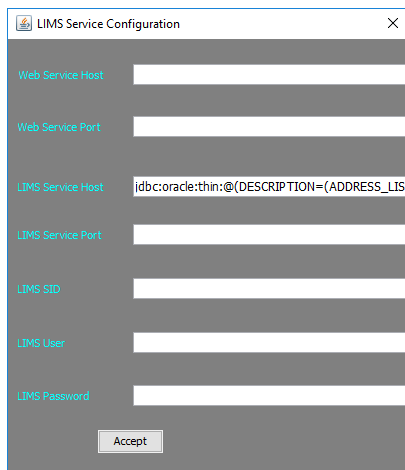 LIMS Service Configuration
Web Service Host
Web Service Port
LIMS Service Host jdbc:oracle:thin:@(DESCRIPTION=(ADDRESS_LIS
LIMS Service Port
LIMS SID
LIMS User
LIMS Password
Accept